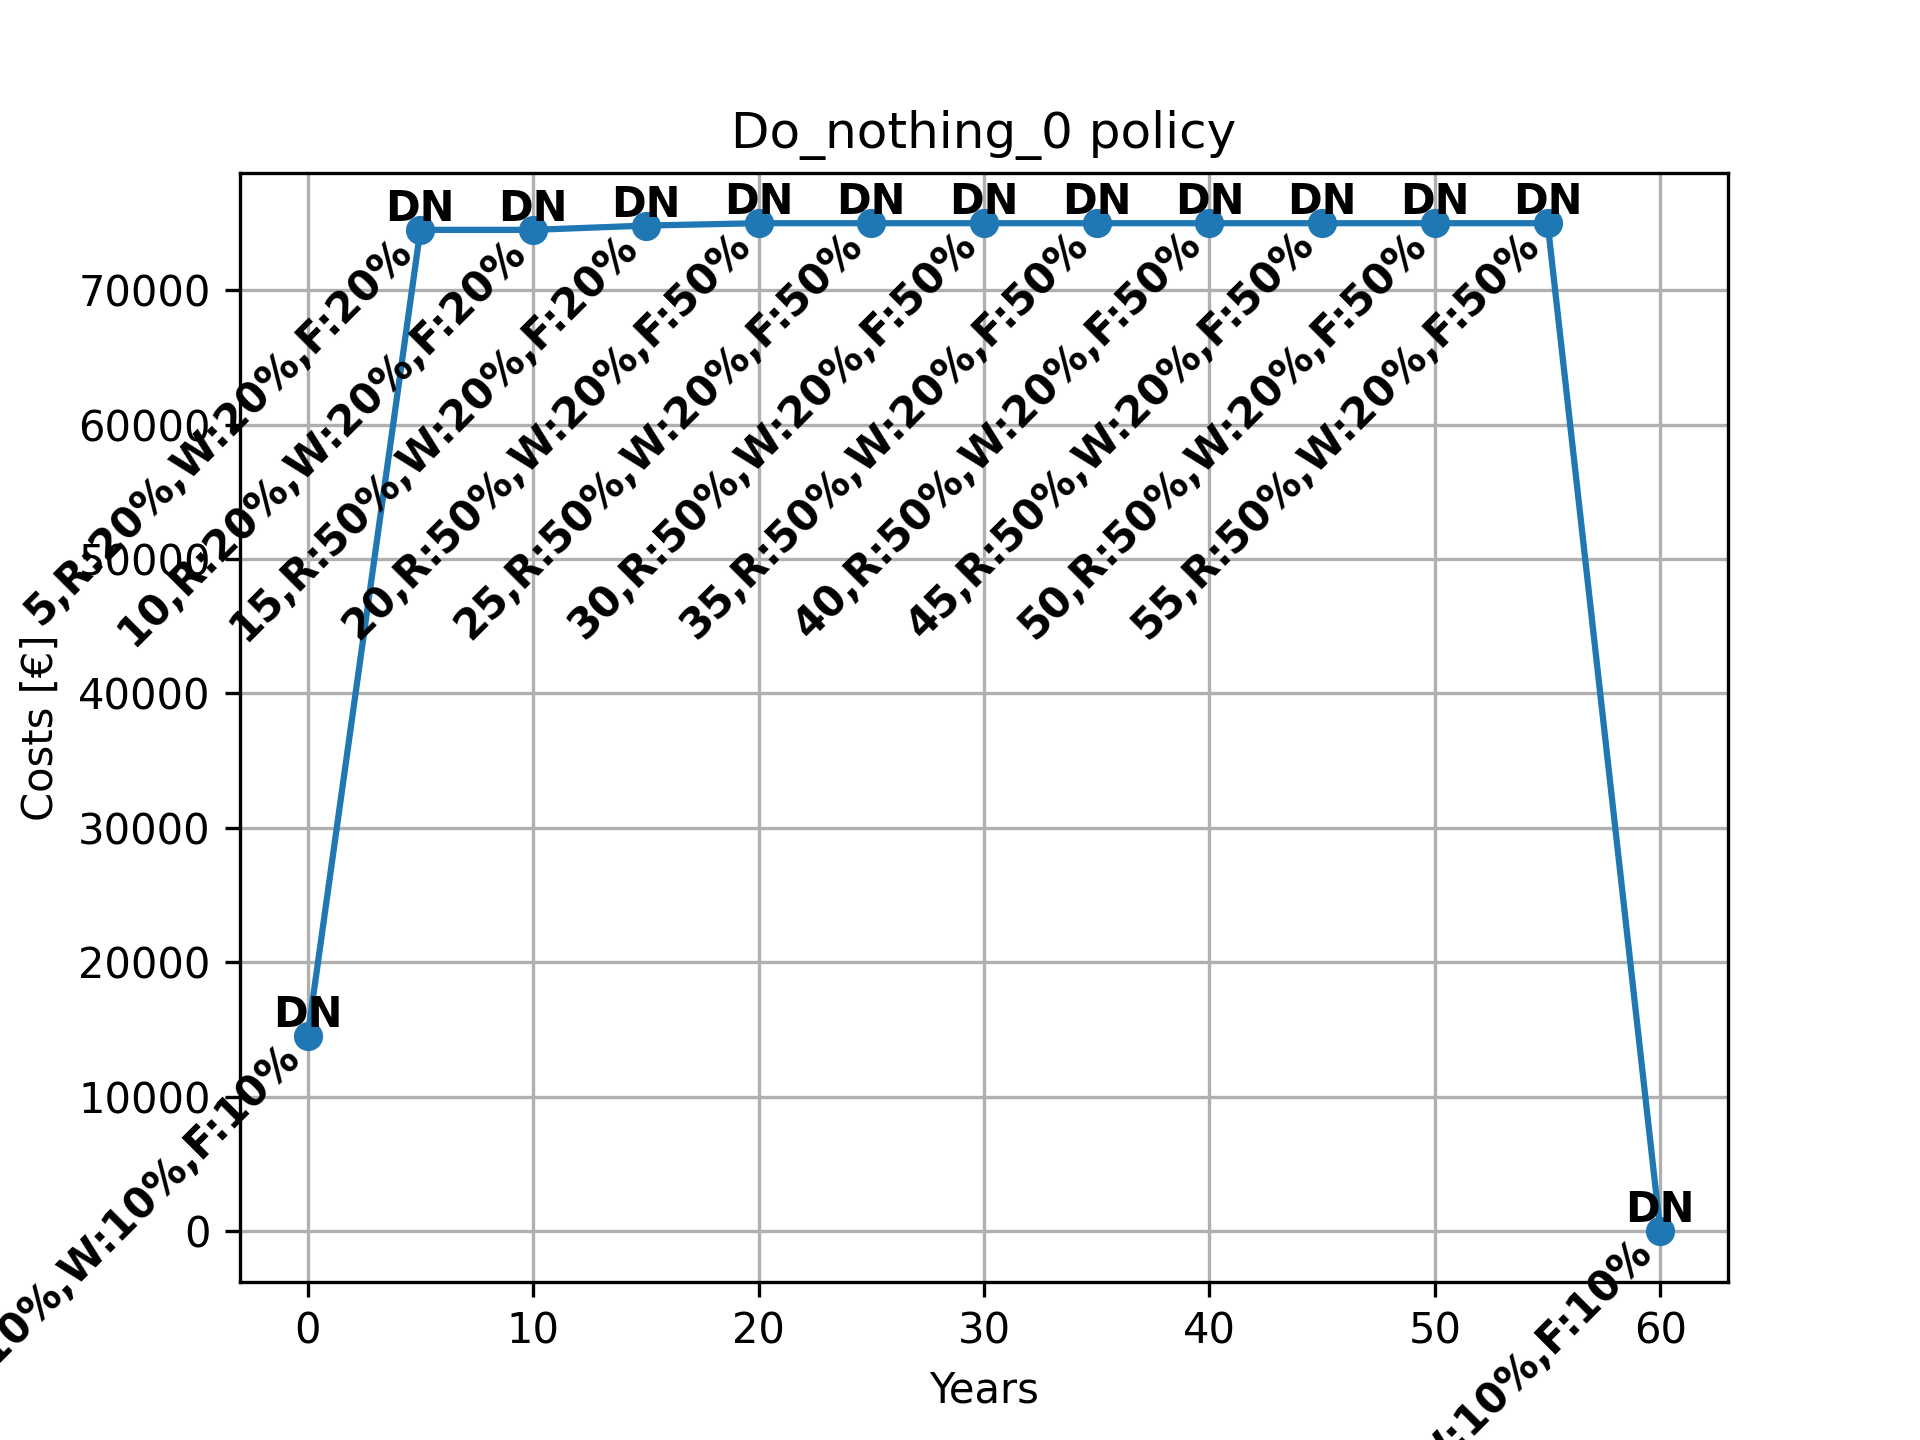 Do_nothing_0 policy
DN
DN
DN
DN
DN
DN
DN
DN
DN
DN
DN
DN
DN
5,R:20%,W:20%,F:20%
10,R:20%,W:20%,F:20%
15,R:50%,W:20%,F:20%
20,R:50%,W:20%,F:50%
25,R:50%,W:20%,F:50%
30,R:50%,W:20%,F:50%
35,R:50%,W:20%,F:50%
40,R:50%,W:20%,F:50%
45,R:50%,W:20%,F:50%
50,R:50%,W:20%,F:50%
55,R:50%,W:20%,F:50%
10%,W:10%,F:10%
:10%,F:10%
70000
60000
50000
40000
30000
20000
10000
0
Costs [€]
0 10 20 30 40 50 60
Years